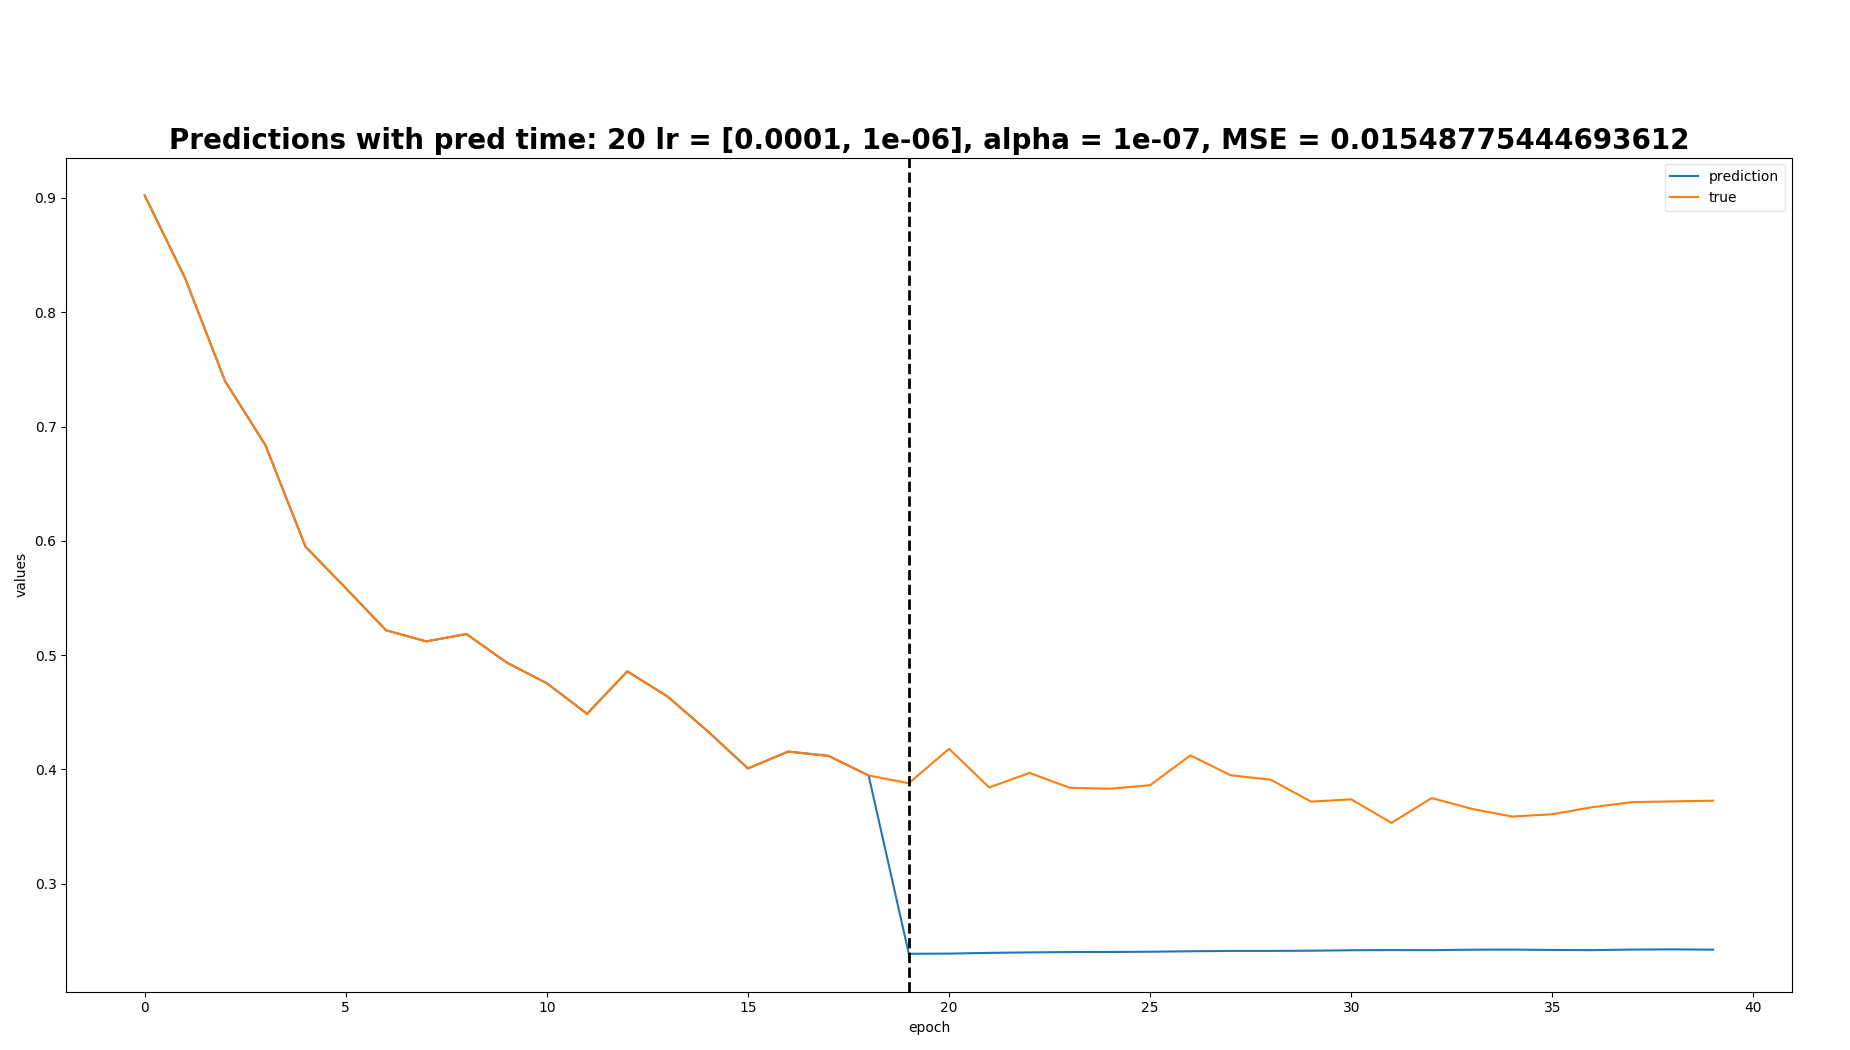 Predictions with pred time: 20 lr = [0.0001, 1e-06], alpha = 1e-07, MSE = 0.01548775444693612
prediction
true
0.9
0.8
0.7
0.6
0.5
0.4
0.3
values
0 5 10 15 20 25 30 35 40
epoch